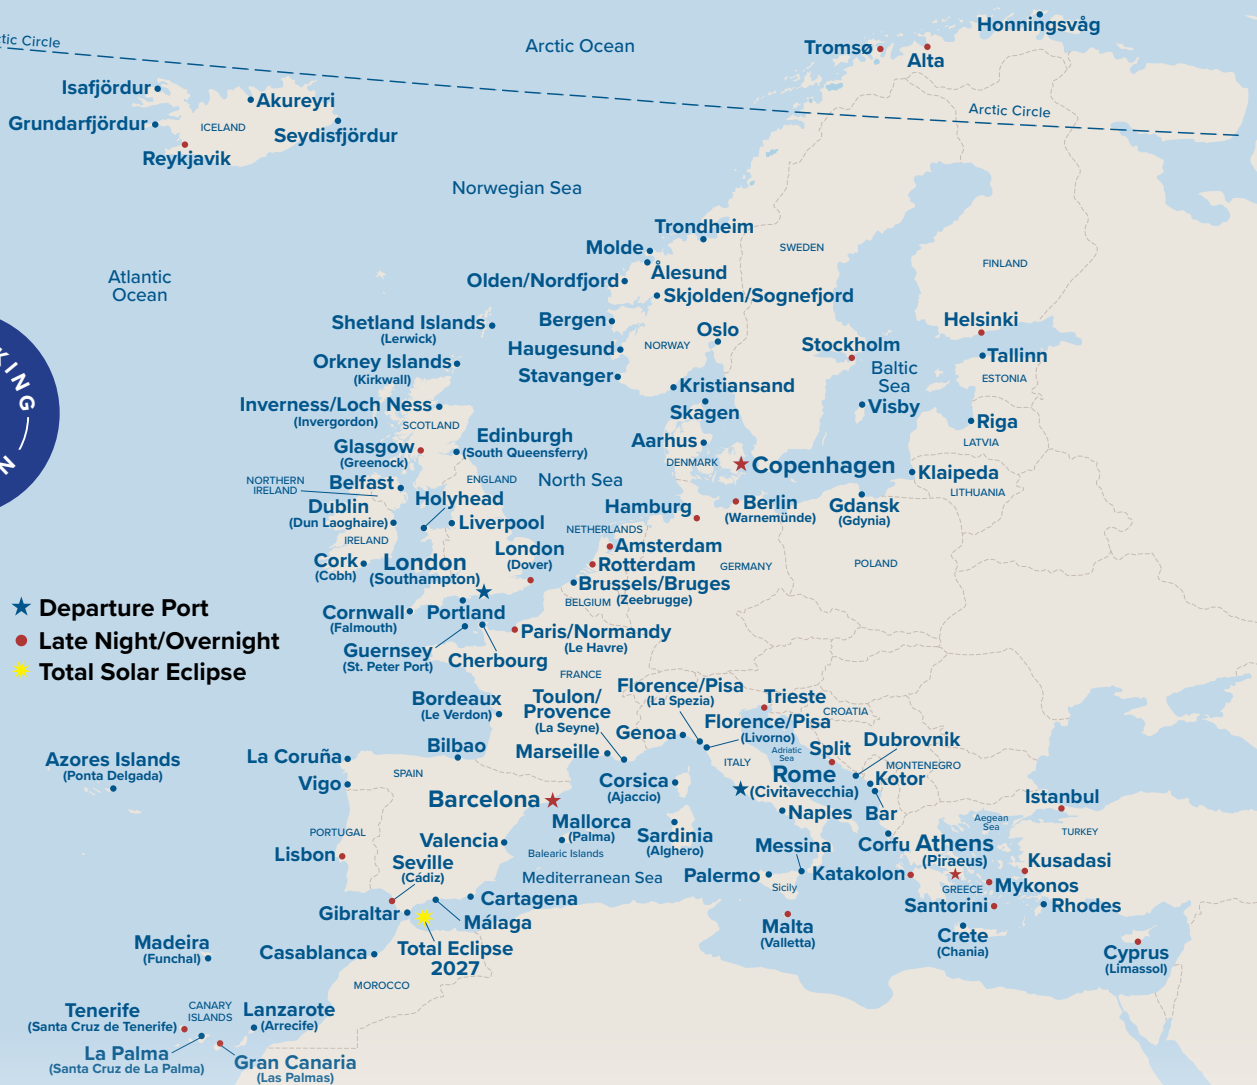 Honningsvåg
tic Circle
Arctic Ocean
Tromsø
Alta
Isafjördur
Akureyri
Arctic Circle
Grundarfjördur
ICELAND
Seydisfjördur
Reykjavik
Norwegian Sea
Trondheim
Molde
SWEDEN
Ålesund
FINLAND
Atlantic
Ocean
Olden/Nordfjord
Skjolden/Sognefjord
Shetland Islands
(Lerwick)
Bergen
Oslo
Helsinki
Haugesund
NORWAY
Stockholm
Orkney Islands
(Kirkwall)
Tallinn
Baltic
Sea
Stavanger
ESTONIA
Kristiansand
KING
N
Inverness/Loch Ness
(Invergordon)
Skagen
Visby
SCOTLAND
Riga
Edinburgh
(South Queensferry)
Aarhus
LATVIA
Glasgow
(Greenock)
DENMARK
Copenhagen
Klaipeda
NORTHERN
IRELAND
Belfast
ENGLAND
North Sea
LITHUANIA
Holyhead
Hamburg
Berlin
(Warnemünde)
Gdansk
(Gdynia)
Dublin
(Dun Laoghaire)
Liverpool
NETHERLANDS
IRELAND
London
(Dover)
Amsterdam
Cork
(Cobh)
London
(Southampton)
Rotterdam
GERMANY
POLAND
Brussels/Bruges
(Zeebrugge)
BELGIUM
Departure Port
Late Night/Overnight
Total Solar Eclipse
Cornwall
(Falmouth)
Portland
Paris/Normandy
(Le Havre)
Guernsey
(St. Peter Port)
Cherbourg
FRANCE
Bordeaux
(Le Verdon)
Toulon/
Provence
(La Seyne)
Florence/Pisa
(La Spezia)
Trieste
CROATIA
Florence/Pisa
(Livorno)
Genoa
Bilbao
Marseille
Adriatic
Sea
Split
Dubrovnik
La Coruña
Azores Islands
(Ponta Delgada)
ITALY
MONTENEGRO
SPAIN
Rome
(Civitavecchia)
Kotor
Vigo
Corsica
(Ajaccio)
Barcelona
Istanbul
Naples
Bar
Mallorca
(Palma)
Sardinia
(Alghero)
Aegean
Sea
PORTUGAL
TURKEY
Valencia
Balearic Islands
Messina
Corfu
Athens
(Piraeus)
Lisbon
Seville
(Cádiz)
Kusadasi
Mediterranean Sea
Palermo
Sicily
Katakolon
GREECE
Mykonos
Cartagena
Santorini
Rhodes
Gibraltar
Málaga
Malta
(Valletta)
Crete
(Chania)
Madeira
(Funchal)
Casablanca
Total Eclipse
2027
Cyprus
(Limassol)
MOROCCO
Tenerife
(Santa Cruz de Tenerife)
CANARY
ISLANDS
Lanzarote
(Arrecife)
La Palma
(Santa Cruz de La Palma)
Gran Canaria
(Las Palmas)